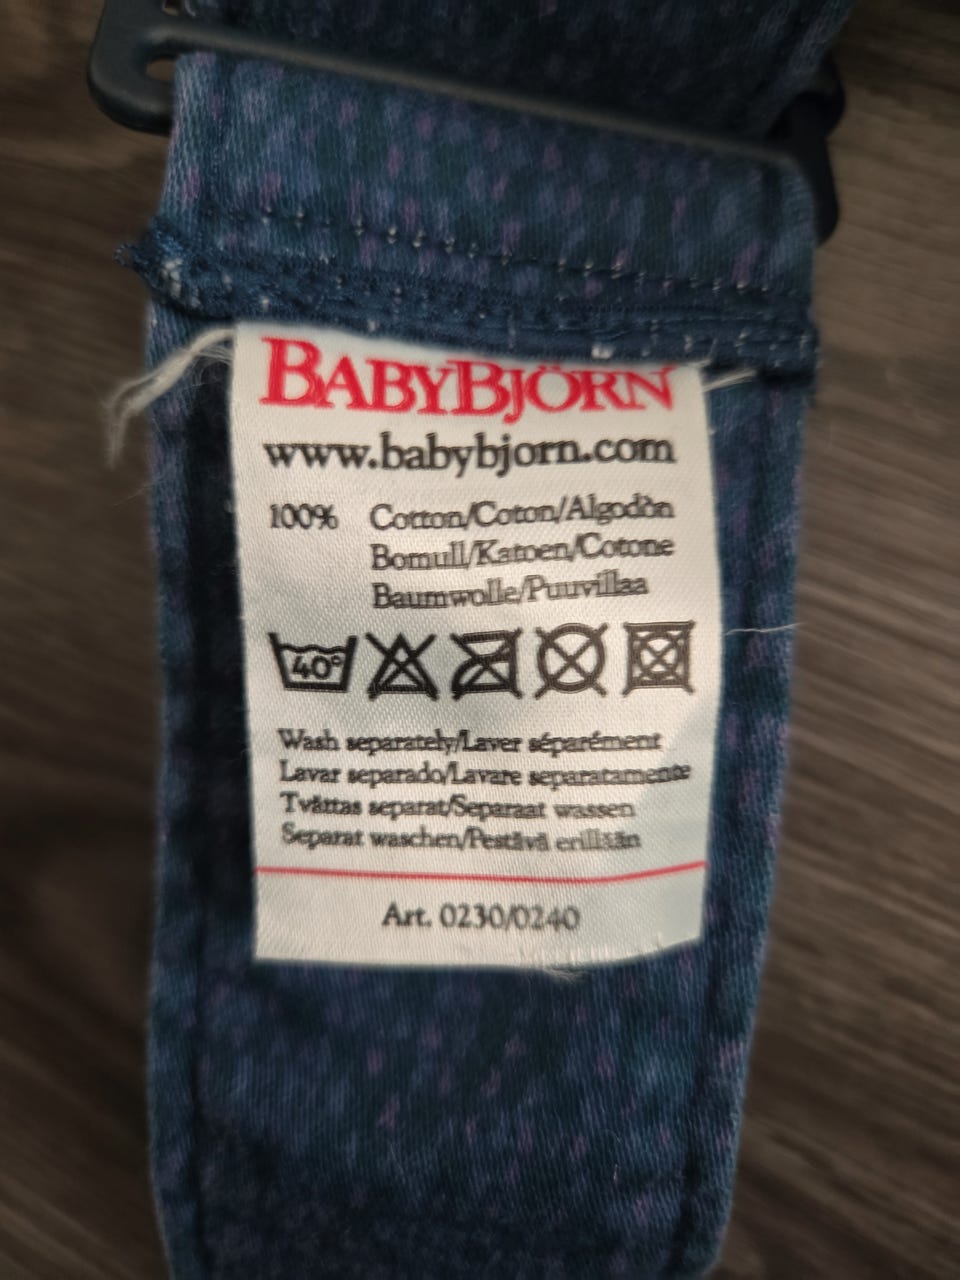 BABYBJÖRN
www.babybjorn.com
100% Cotton/Coton/Algodòn
Bomull/Katoen/Cotone
Baumwolle/Puuvillaa
40°
Wash separately/Laver séparément
Lavar separado/Lavare separatamente
Tvättas separat/Separaat wassen
Separat waschen/Pestävä erillään
Art. 0230/0240